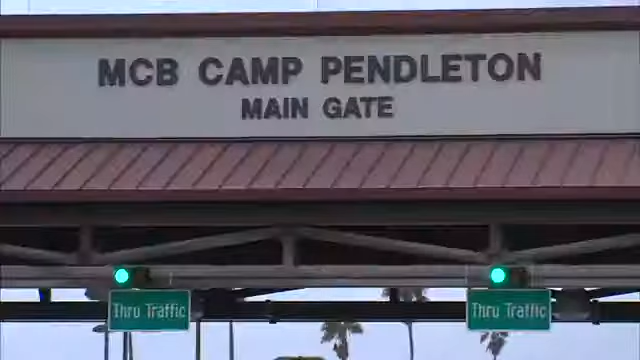 MCB CAMP PENDLETON
MAIN GATE
Thru Traffic
Thru Traffic